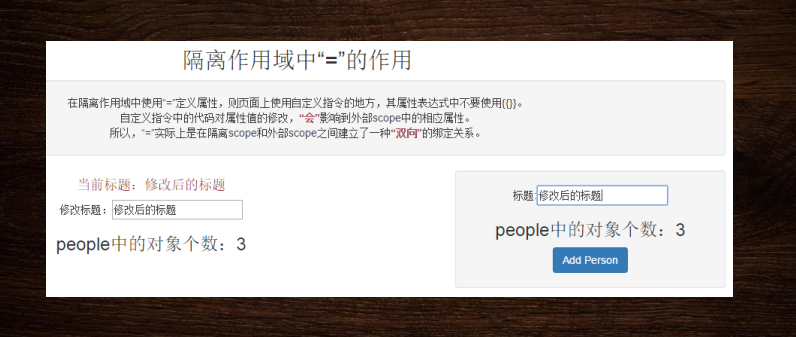 隔离作用域中“=”的作用
在隔离作用域中使用“=”定义属性，则页面上使用自定义指令的地方，其属性表达式中不要使用{{}}。
自定义指令中的代码对属性值的修改，“会”影响到外部scope中的相应属性。
所以，“=”实际上是在隔离scope和外部scope之间建立了一种“双向”的绑定关系。
当前标题：修改后的标题
修改标题：修改后的标题
people中的对象个数：3
标题:修改后的标题
people中的对象个数：3
Add Person